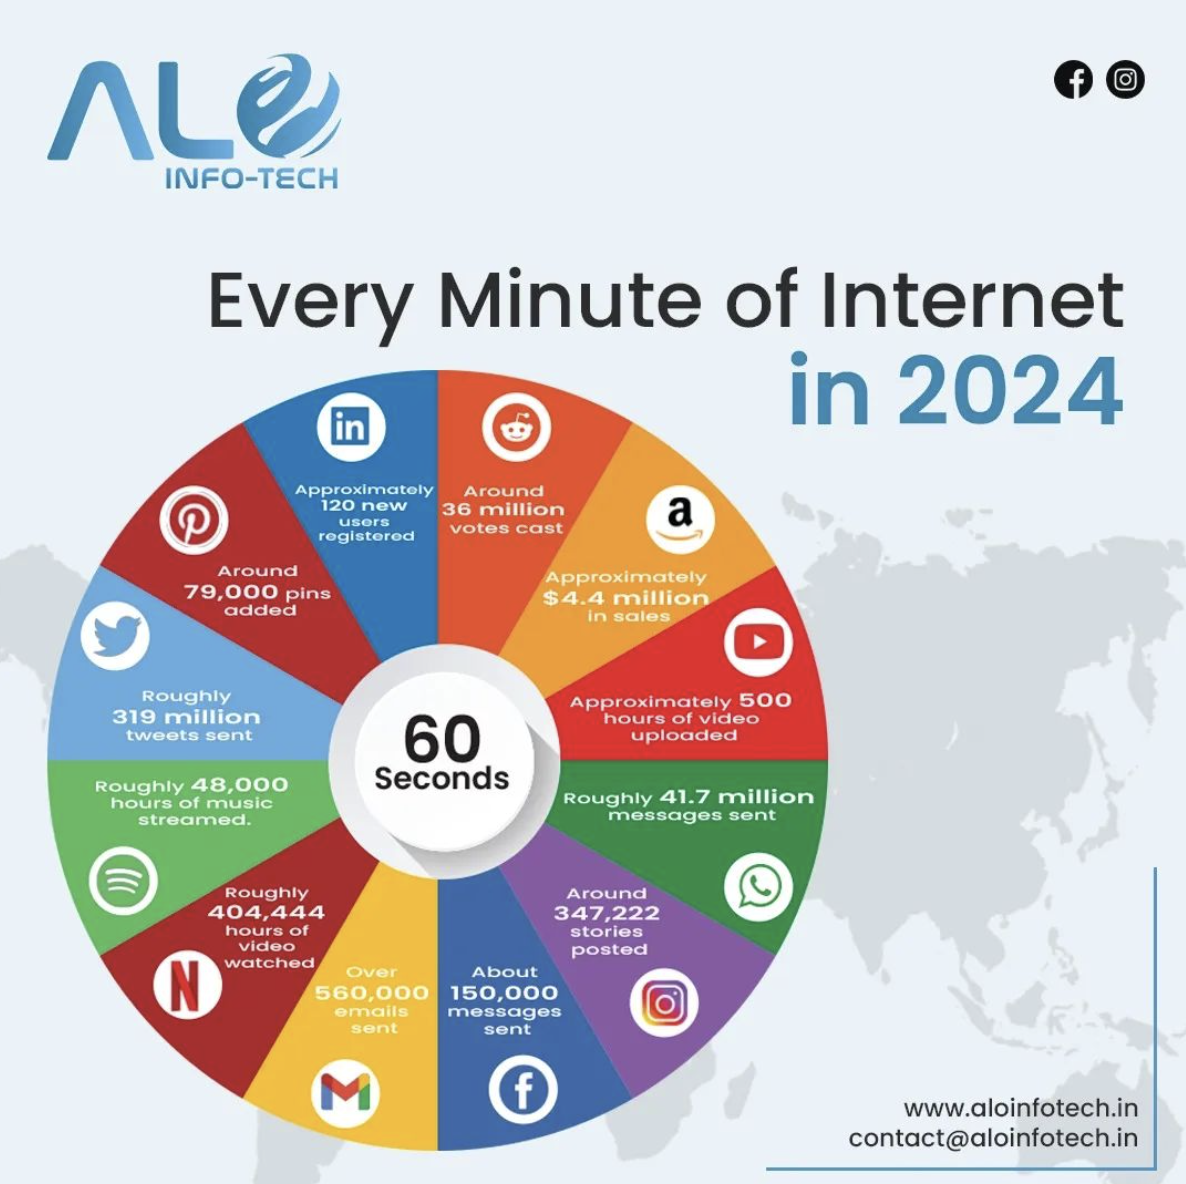 ALO
INFO-TECH
Every Minute of Internet
in 2024
in
Approximately
120 new
users
registered
Around
36 million
votes cast
a
Approximately
$4.4 million
in sales
Approximately 500
hours of video
uploaded
Roughly 41.7 million
messages sent
Around
347,222
stories
posted
About
150,000
messages
sent
Over
560,000
emails
sent
Roughly
404,444
hours of
video
watched
N
Roughly 48,000
hours of music
streamed.
Roughly
319 million
tweets sent
Around
79,000 pins
added
60
Seconds
www.aloinfotech.in
contact@aloinfotech.in